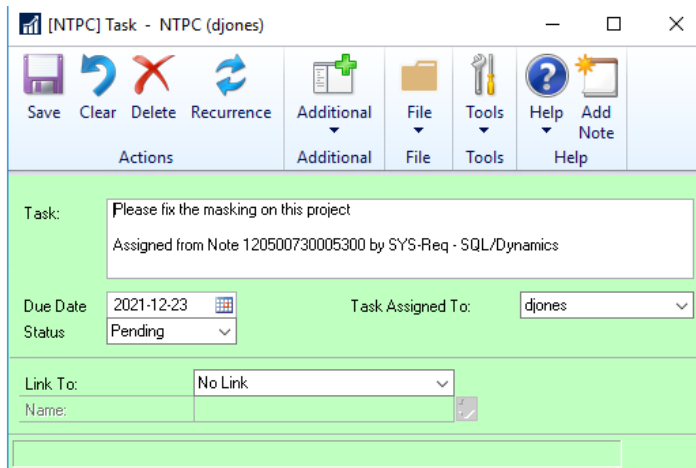 [NTPC] Task - NTPC (djones)
Save Clear Delete Recurrence Additional File Tools Help Add Note
Actions Additional File Tools Help
Task: Please fix the masking on this project
Assigned from Note 120500730005300 by SYS-Req - SQL/Dynamics
Due Date 2021-12-23 Task Assigned To: djones
Status Pending
Link To: No Link
Name: